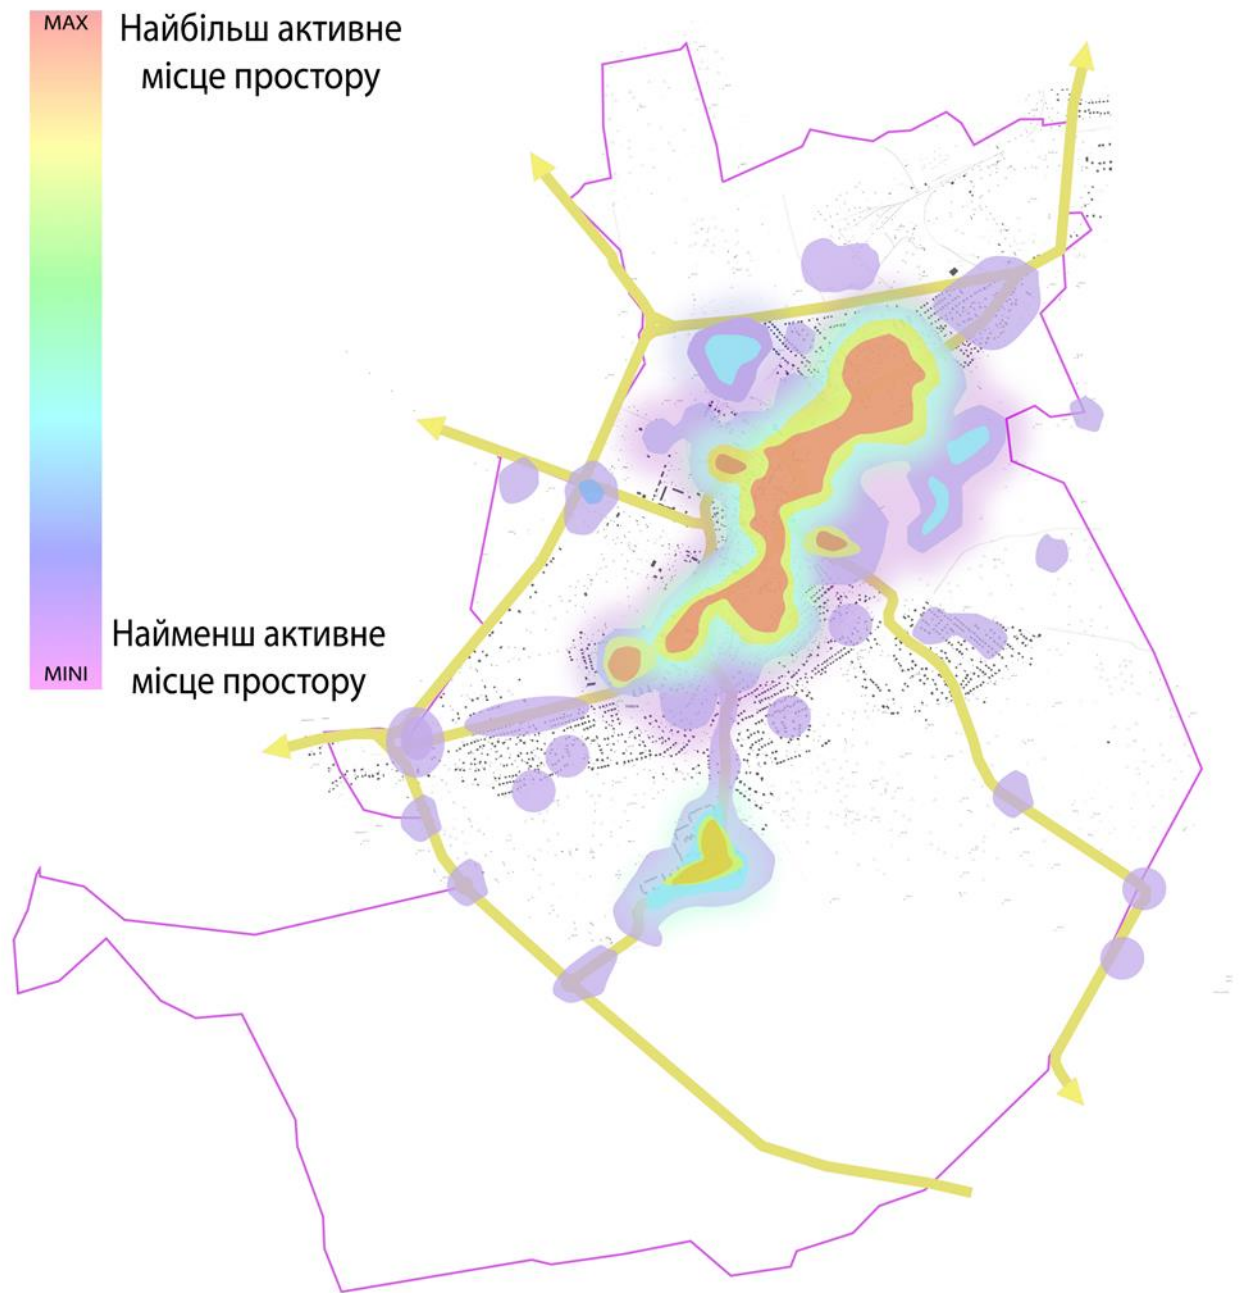 MAX
Найбільш активне
місце простору
Найменш активне
місце простору
MINI